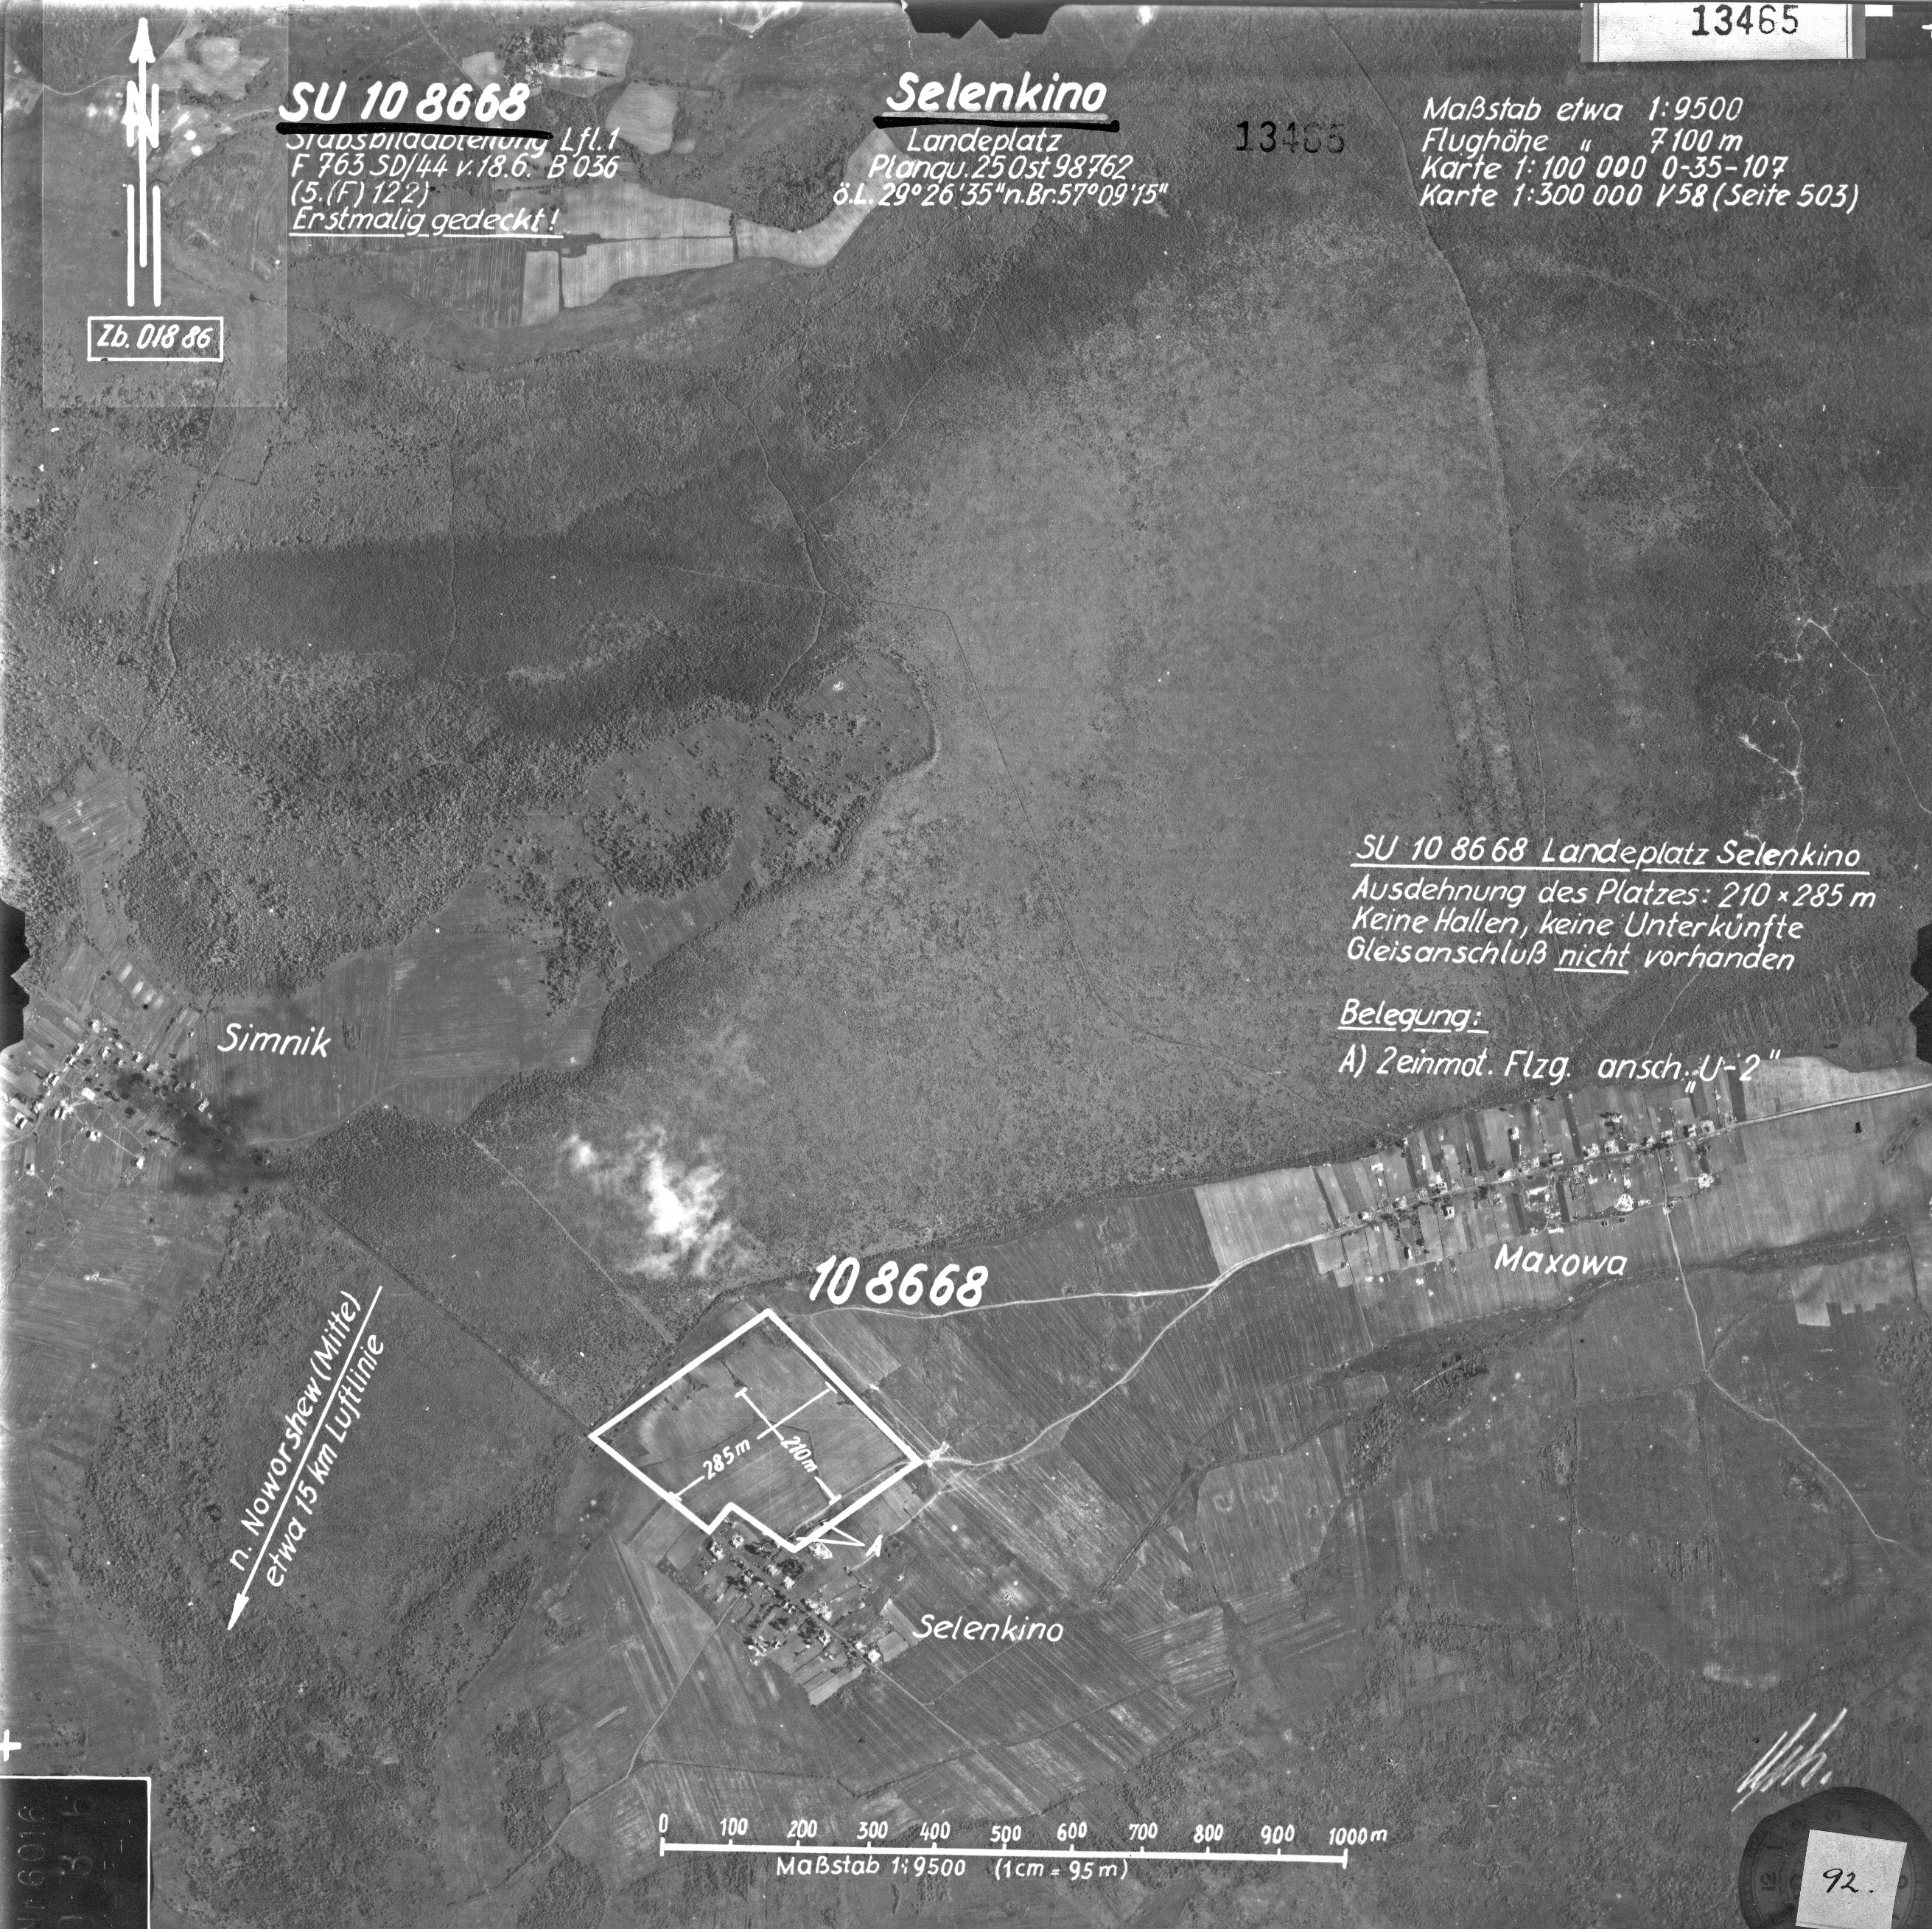 13465
N
SU 10 8668
Stabsbildabteilung Lfl.1
F 763 SD/44 v. 18.6. B 036
(5.(F) 122)
Erstmalig gedeckt!
Zb. 018 86
Selenkino
Landeplatz
Planqu. 25 Ost 98762
ö.L. 29°26'35" n.Br. 57°09'15"
13465
Maßstab etwa 1:9500
Flughöhe " 7100 m
Karte 1:100 000 O-35-107
Karte 1:300 000 V58 (Seite 503)
SU 10 8668 Landeplatz Selenkino
Ausdehnung des Platzes: 210 × 285 m
Keine Hallen, keine Unterkünfte
Gleisanschluß nicht vorhanden
Belegung:
A) 2 einmot. Flzg. ansch. „U-2"
Simnik
Maxowa
10 8668
285 m
210 m
A
n. Noworshew (Mitte)
etwa 15 km Luftlinie
Selenkino
0 100 200 300 400 500 600 700 800 900 1000 m
Maßstab 1:9500 (1 cm = 95 m)
92.